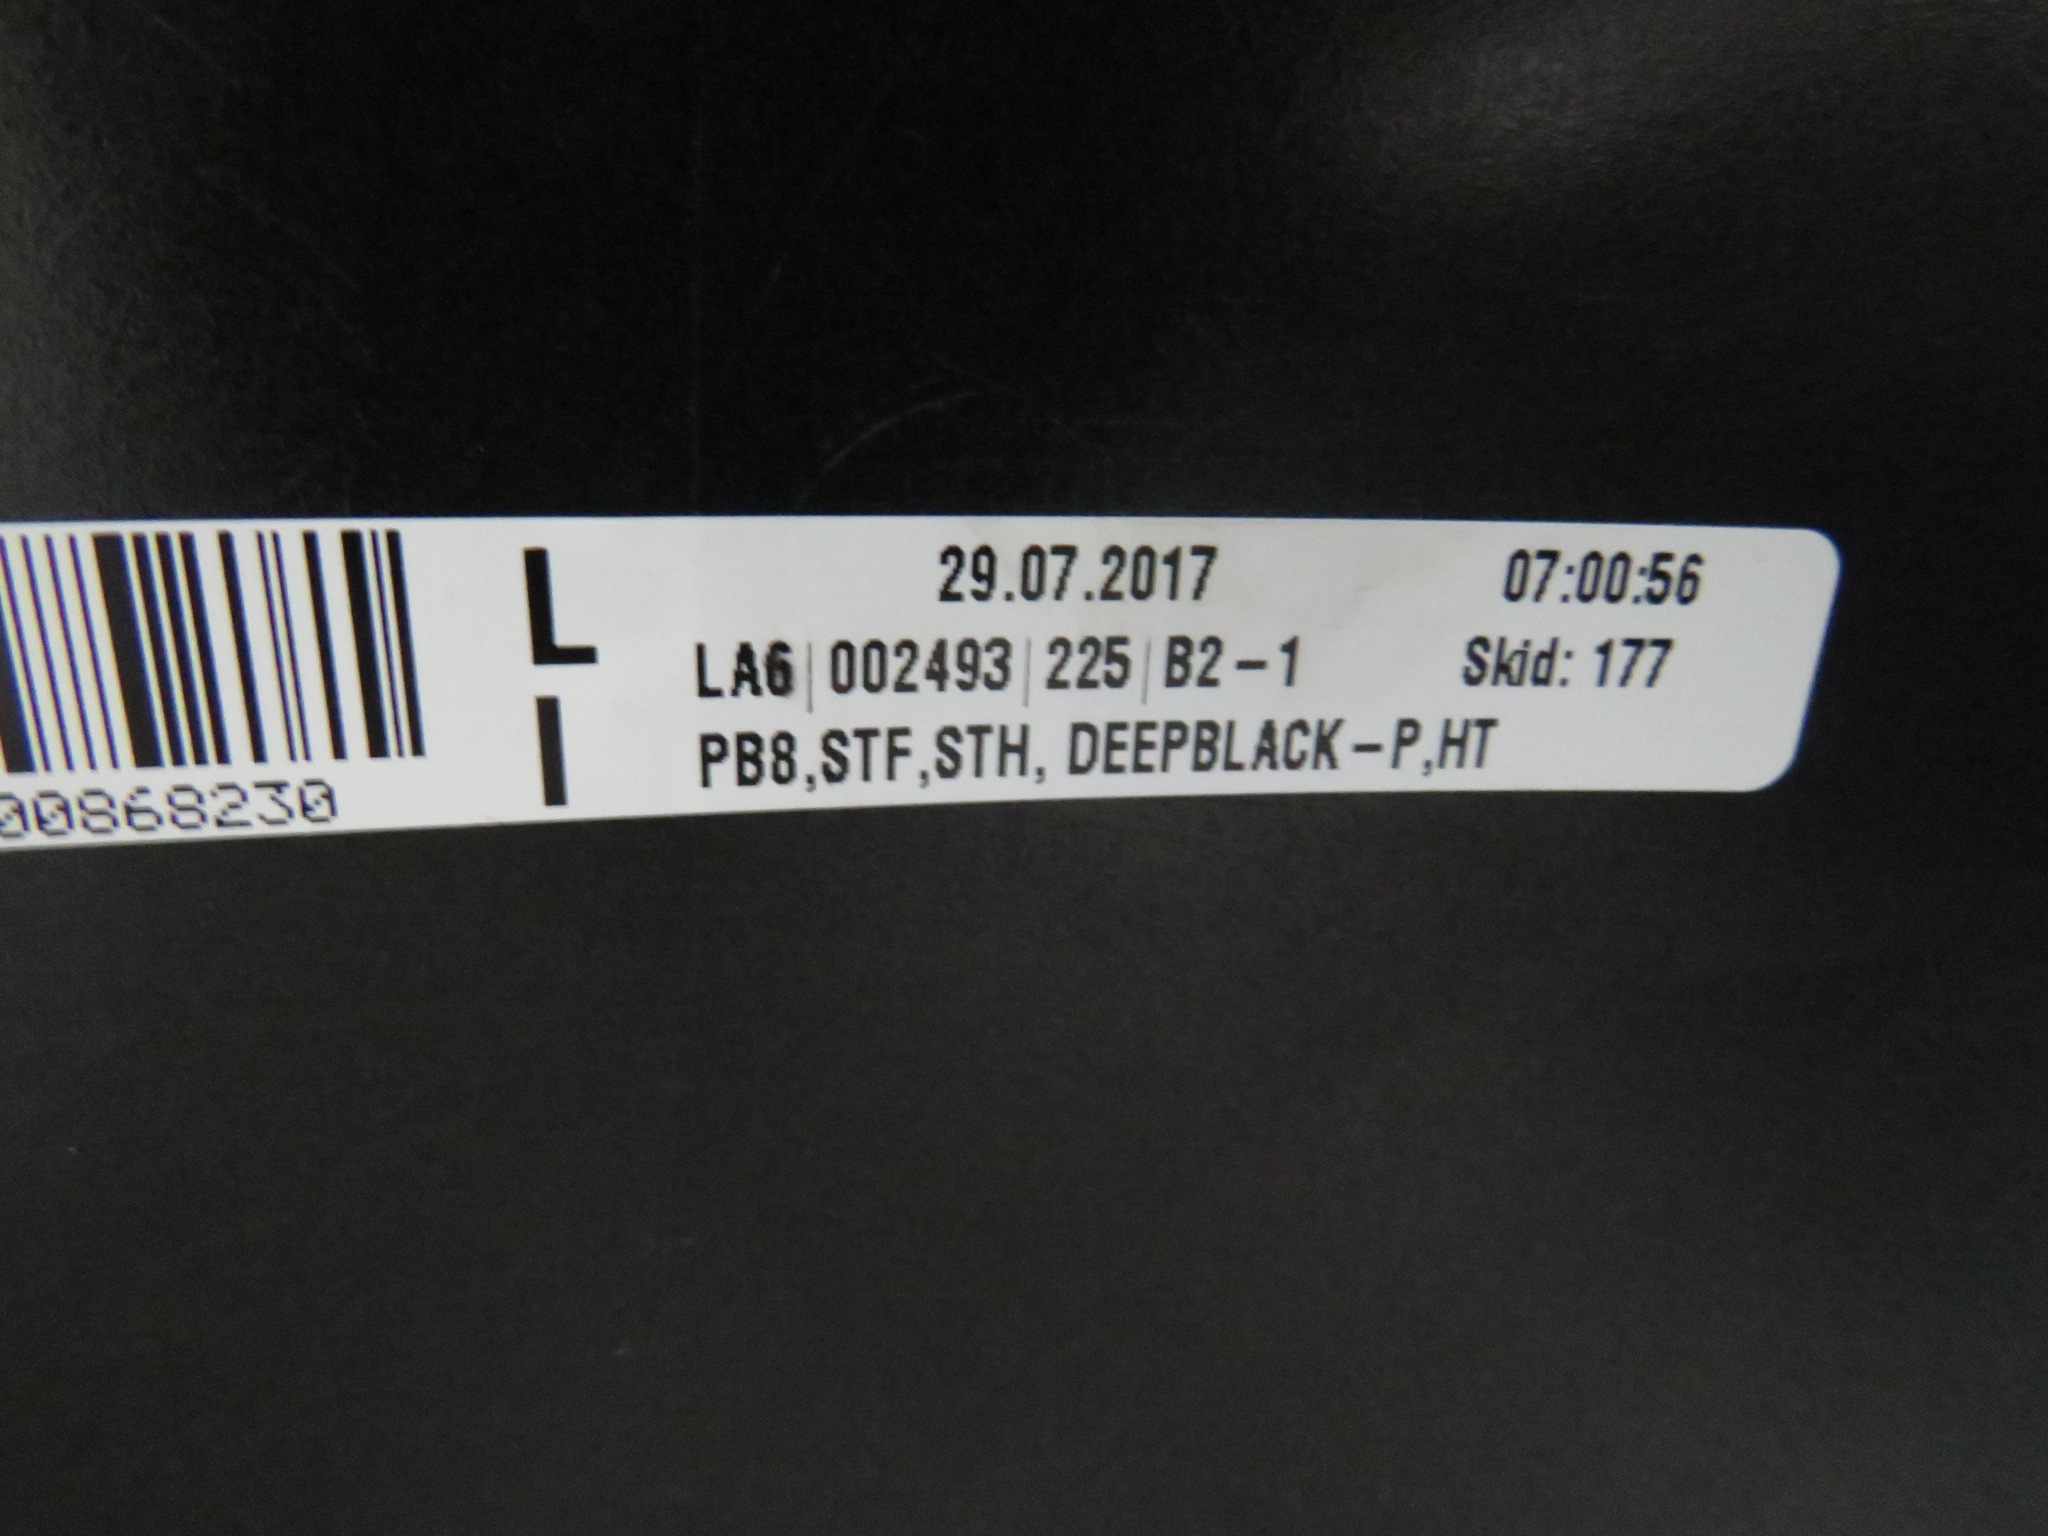 29.07.2017 07:00:56
L
LA6|002493|225|B2-1 Skid: 177
I
PB8,STF,STH, DEEPBLACK-P,HT
00868230